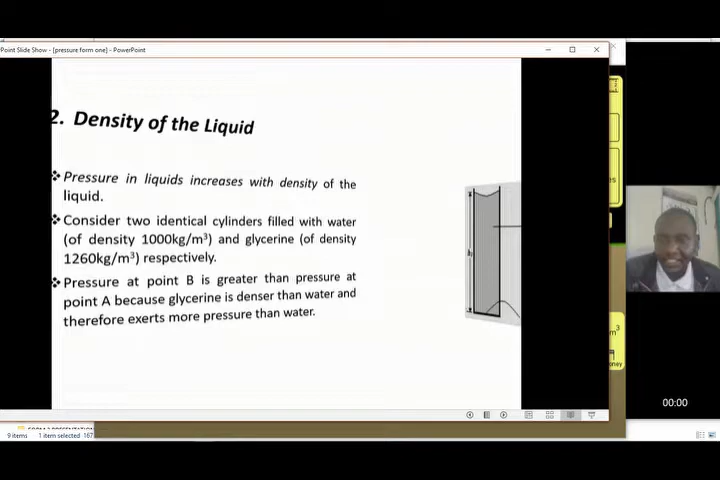 Point Slide Show - [pressure form one] - PowerPoint
2. Density of the Liquid
Pressure in liquids increases with density of the
liquid.
Consider two identical cylinders filled with water
(of density 1000kg/m³) and glycerine (of density
1260kg/m³) respectively.
Pressure at point B is greater than pressure at
point A because glycerine is denser than water and
therefore exerts more pressure than water.
h
m³
oney
00:00
9 items 1 item selected 167